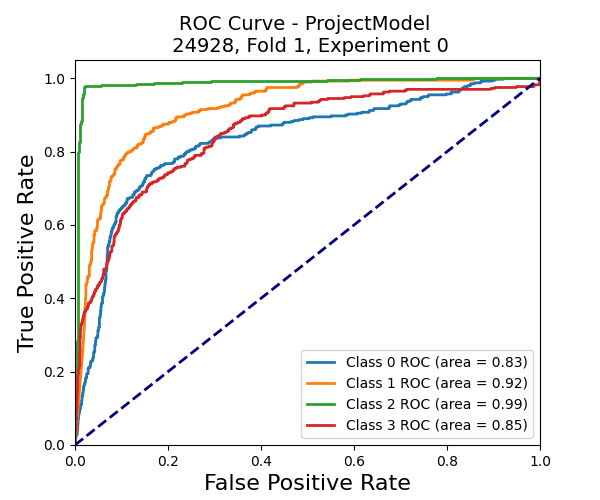 ROC Curve - ProjectModel
24928, Fold 1, Experiment 0
True Positive Rate
1.0
0.8
0.6
0.4
0.2
0.0
0.0 0.2 0.4 0.6 0.8 1.0
False Positive Rate
Class 0 ROC (area = 0.83)
Class 1 ROC (area = 0.92)
Class 2 ROC (area = 0.99)
Class 3 ROC (area = 0.85)